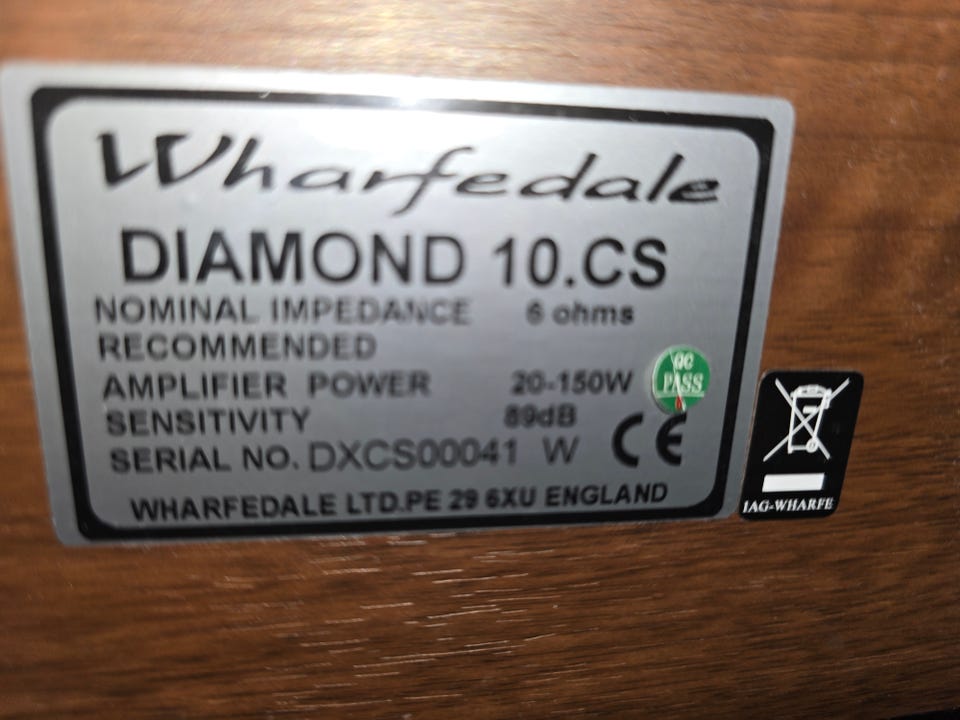 Wharfedale
DIAMOND 10.CS
NOMINAL IMPEDANCE 6 ohms
RECOMMENDED
AMPLIFIER POWER 20-150W
SENSITIVITY 89dB
SERIAL NO. DXCS00041 W CE
WHARFEDALE LTD.PE 29 6XU ENGLAND
QC
PASS
IAG-WHARFE